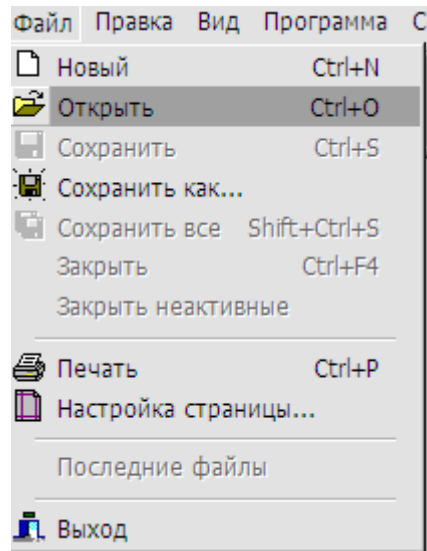 Файл Правка Вид Программа С
Новый Ctrl+N
Открыть Ctrl+O
Сохранить Ctrl+S
Сохранить как...
Сохранить все Shift+Ctrl+S
Закрыть Ctrl+F4
Закрыть неактивные
Печать Ctrl+P
Настройка страницы...
Последние файлы
Выход